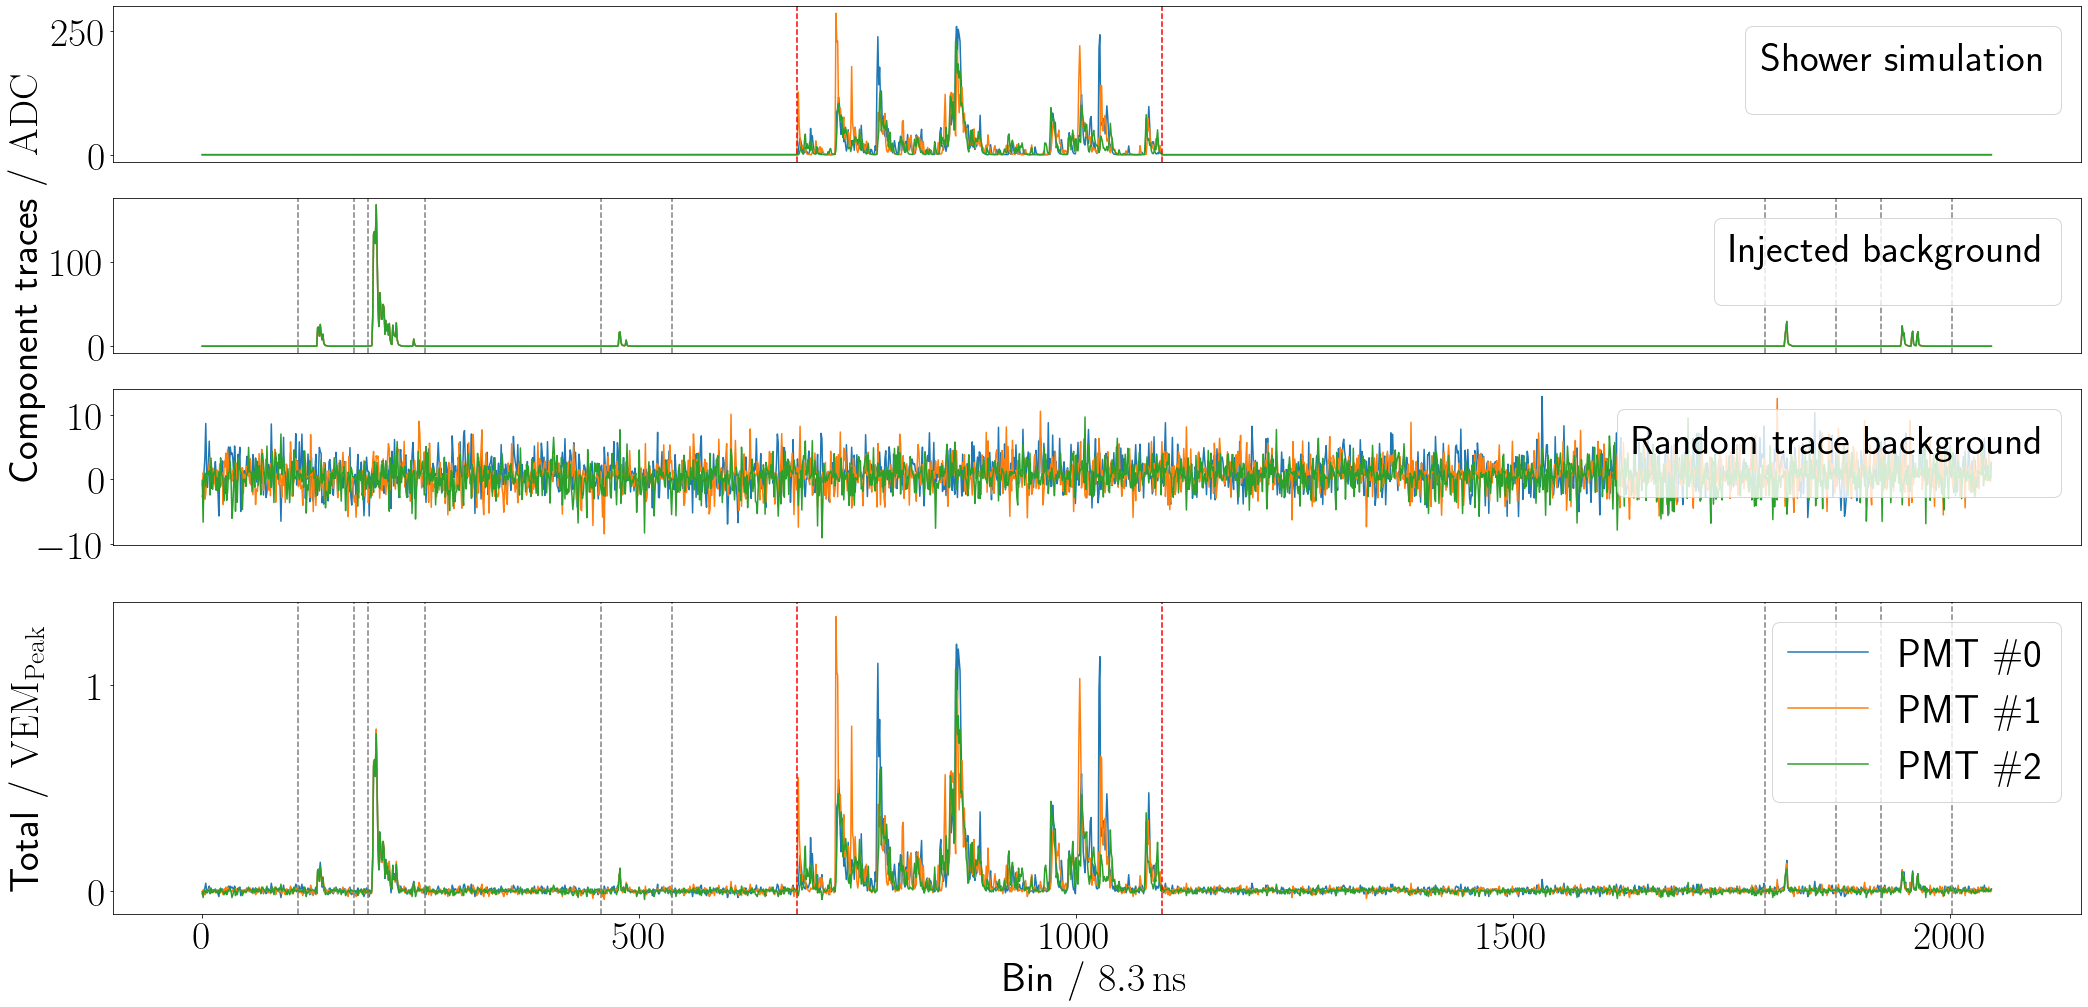 Component traces / ADC
250
0
Shower simulation
100
0
Injected background
10
0
−10
Random trace background
Total / VEM_Peak
1
0
PMT #0
PMT #1
PMT #2
0 500 1000 1500 2000
Bin / 8.3 ns